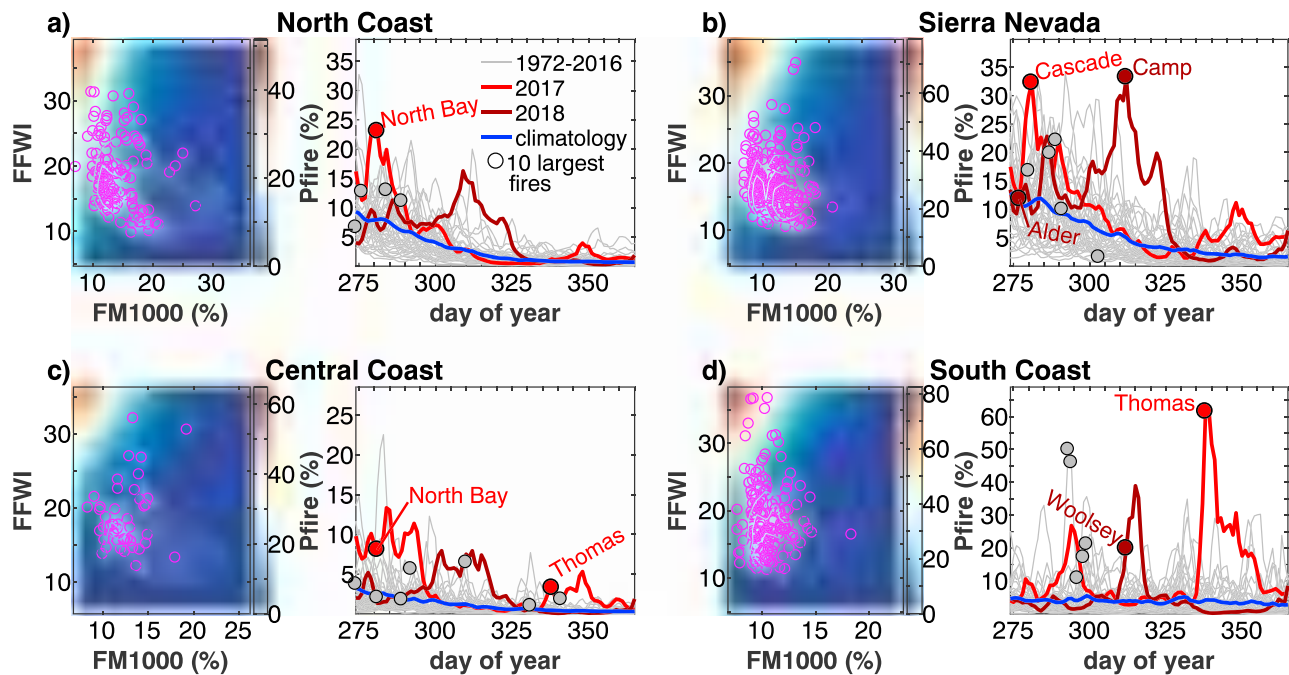 a) North Coast
FFWI
30
20
10
10 20 30
FM1000 (%)
40
20
0
Pfire (%)
35
30
25
20
15
10
5
275 300 325 350
day of year
North Bay
1972-2016
2017
2018
climatology
10 largest
fires
b) Sierra Nevada
FFWI
30
20
10
10 20 30
FM1000 (%)
60
40
20
0
Pfire (%)
35
30
25
20
15
10
5
275 300 325 350
day of year
Cascade
Camp
Alder
c) Central Coast
FFWI
30
20
10
10 15 20 25
FM1000 (%)
60
40
20
0
Pfire (%)
25
20
15
10
5
275 300 325 350
day of year
North Bay
Thomas
d) South Coast
FFWI
30
20
10
10 15 20 25
FM1000 (%)
80
60
40
20
0
Pfire (%)
60
50
40
30
20
10
275 300 325 350
day of year
Thomas
Woolsey